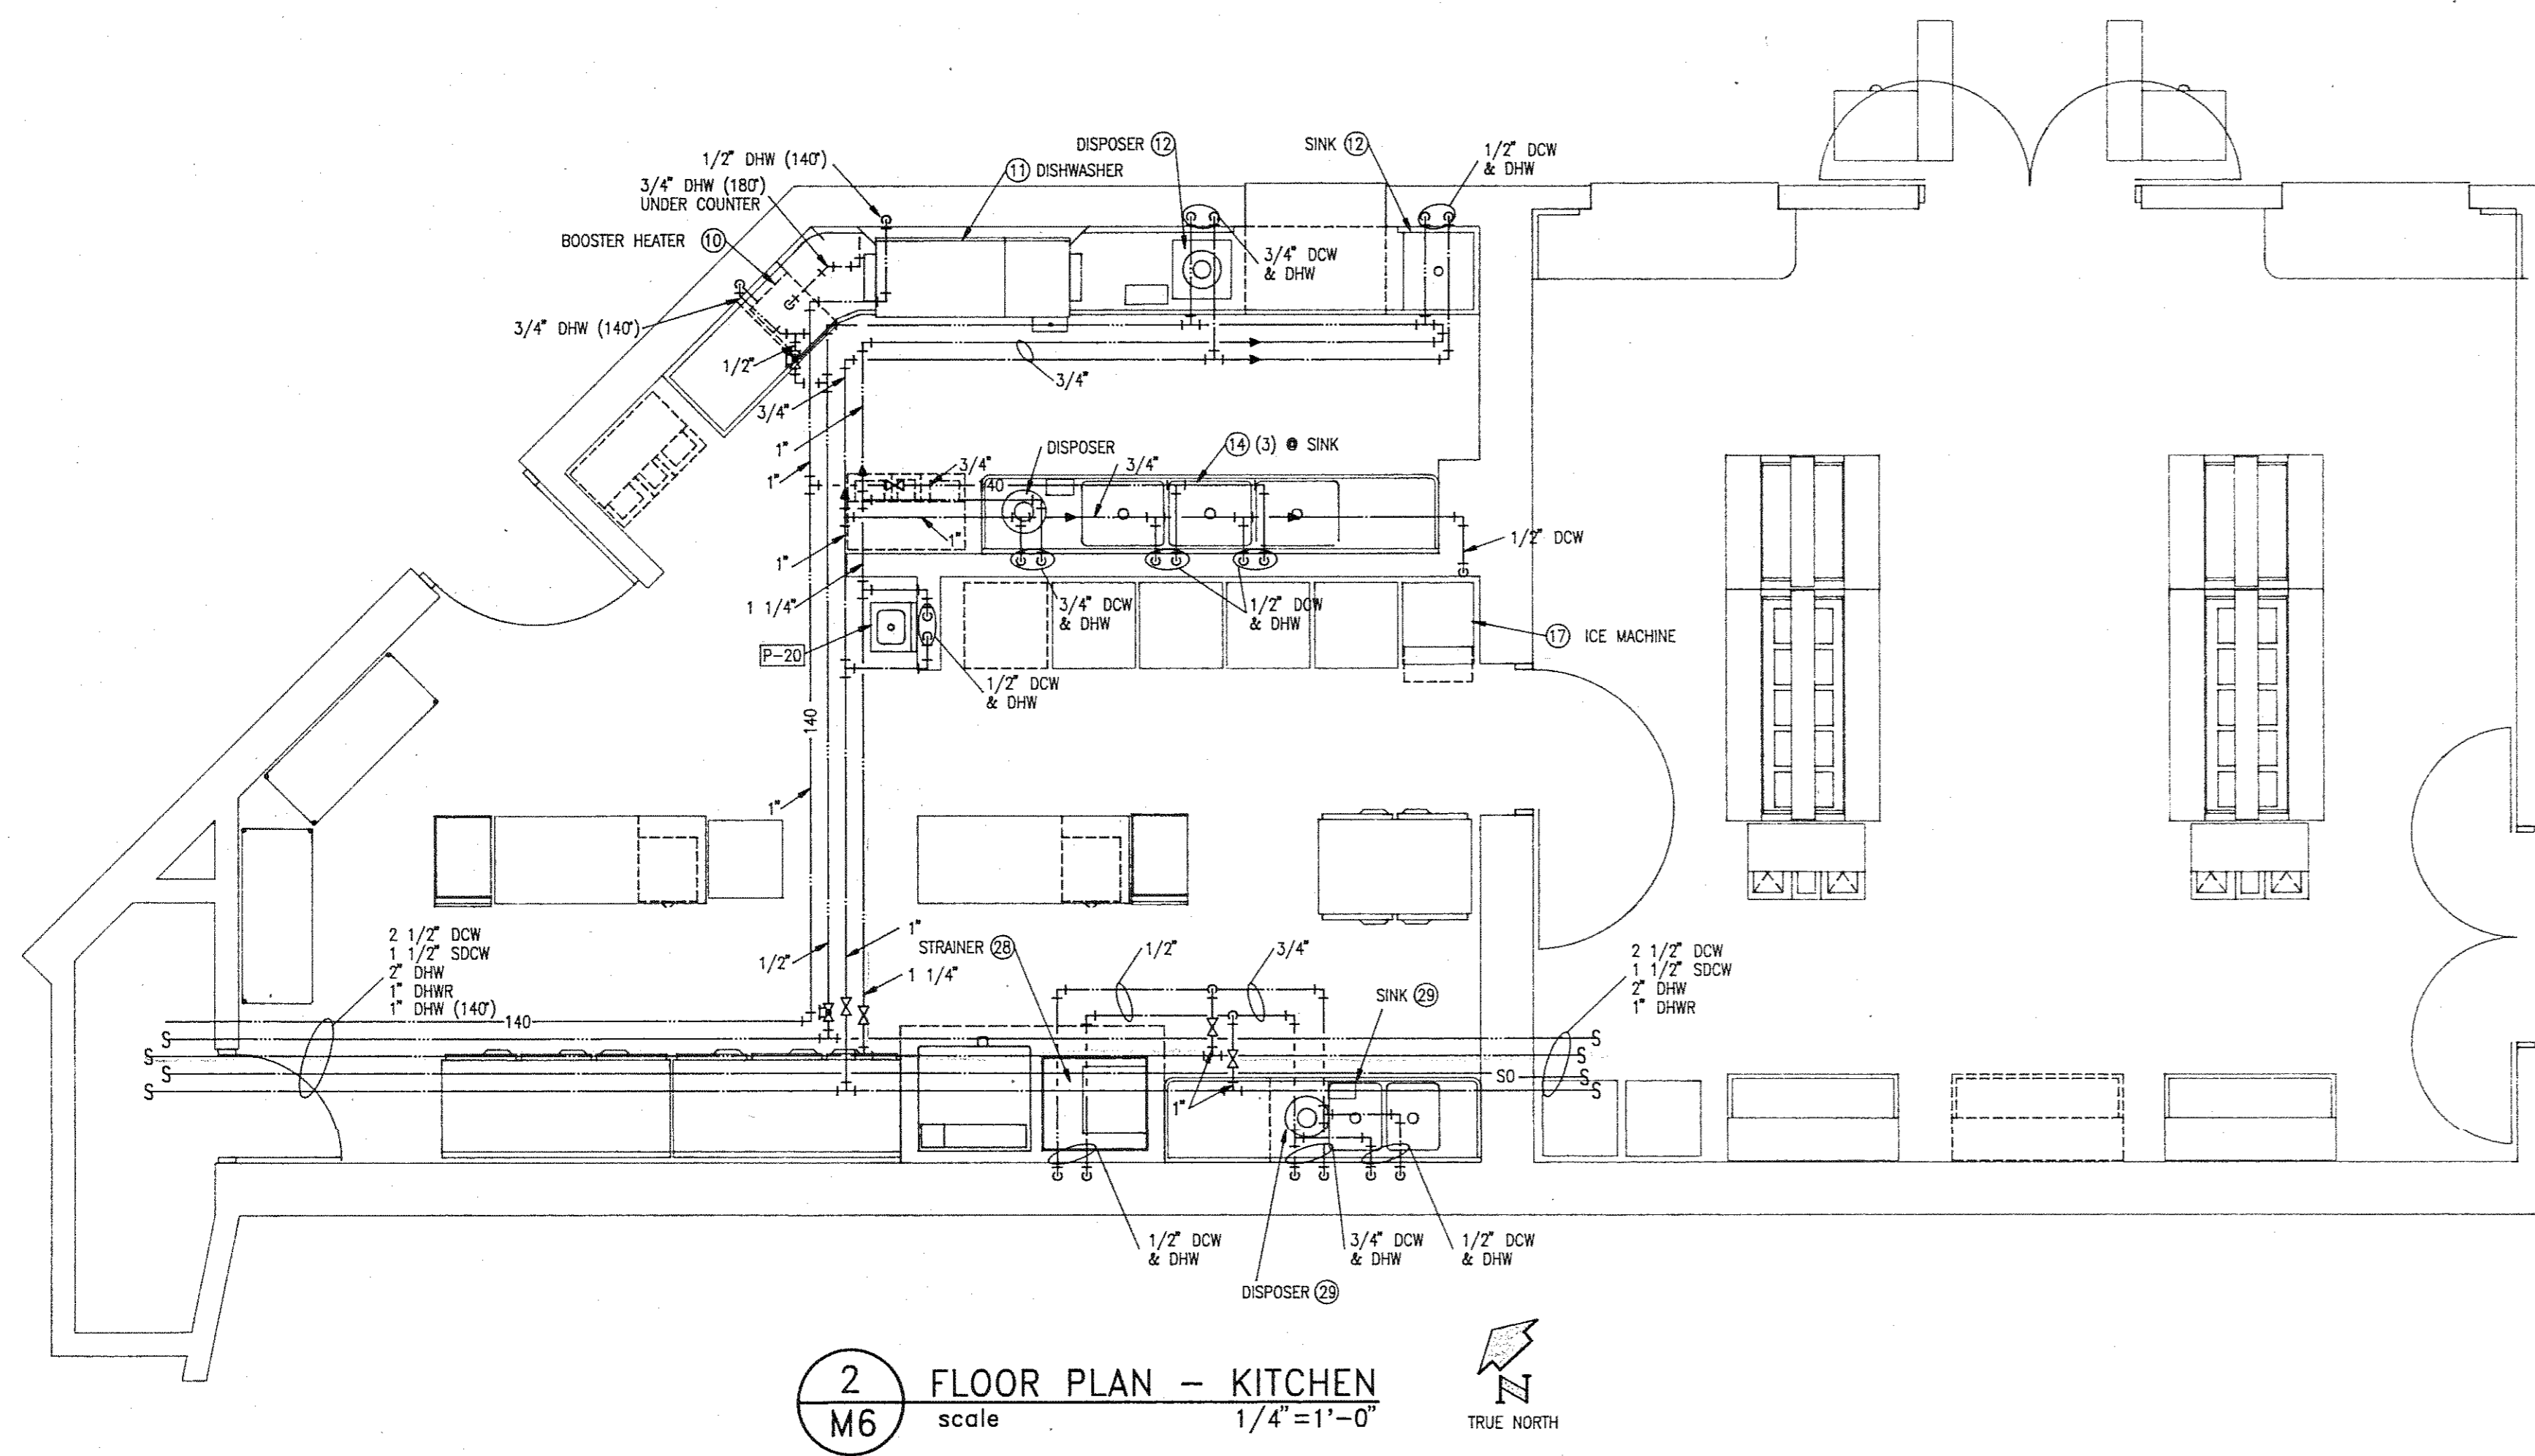 1/2" DHW (140°)
3/4" DHW (180°)
UNDER COUNTER
BOOSTER HEATER 10
11 DISHWASHER
DISPOSER 12
SINK 12
1/2" DCW
& DHW
3/4" DCW
& DHW
3/4" DHW (140°)
1/2"
3/4"
3/4"
1"
1"
DISPOSER
14 (3) @ SINK
3/4"
3/4"
140
1"
1"
1/2" DCW
1 1/4"
3/4" DCW
& DHW
1/2" DCW
& DHW
17 ICE MACHINE
P-20
1/2" DCW
& DHW
140
1"
2 1/2" DCW
1 1/2" SDCW
2" DHW
1" DHWR
1" DHW (140°)
1/2"
1"
1 1/4"
STRAINER 28
1/2"
3/4"
SINK 29
2 1/2" DCW
1 1/2" SDCW
2" DHW
1" DHWR
140
S
S
S
S
S
S
S
S
SO
1"
1/2" DCW
& DHW
3/4" DCW
& DHW
1/2" DCW
& DHW
DISPOSER 29
2
M6
FLOOR PLAN - KITCHEN
scale 1/4"=1'-0"
N
TRUE NORTH